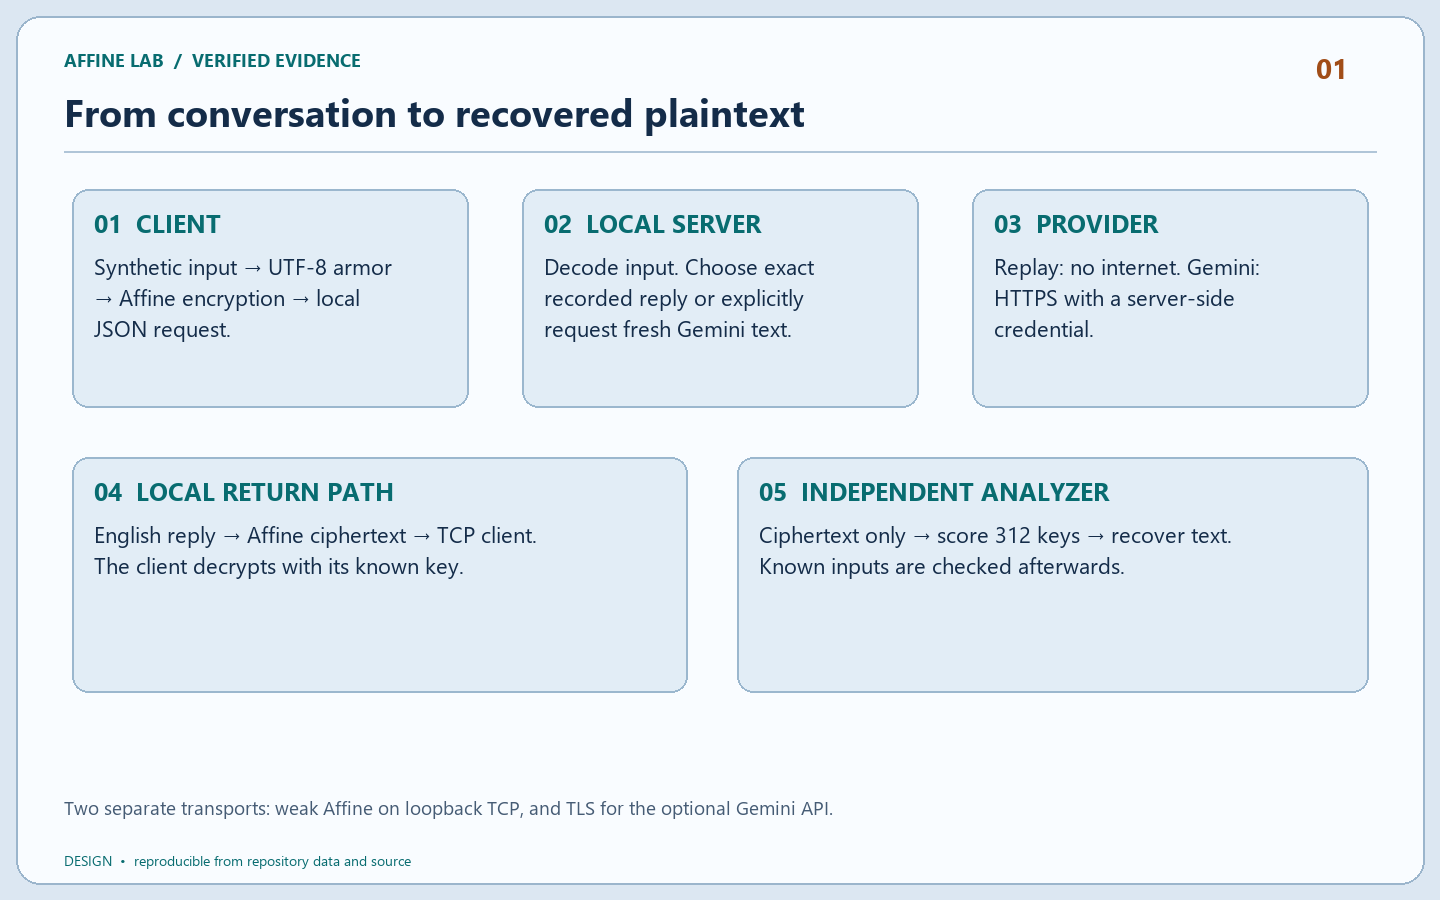 AFFINE LAB / VERIFIED EVIDENCE
01
From conversation to recovered plaintext
01 CLIENT
Synthetic input → UTF-8 armor
→ Affine encryption → local
JSON request.
02 LOCAL SERVER
Decode input. Choose exact
recorded reply or explicitly
request fresh Gemini text.
03 PROVIDER
Replay: no internet. Gemini:
HTTPS with a server-side
credential.
04 LOCAL RETURN PATH
English reply → Affine ciphertext → TCP client.
The client decrypts with its known key.
05 INDEPENDENT ANALYZER
Ciphertext only → score 312 keys → recover text.
Known inputs are checked afterwards.
Two separate transports: weak Affine on loopback TCP, and TLS for the optional Gemini API.
DESIGN • reproducible from repository data and source